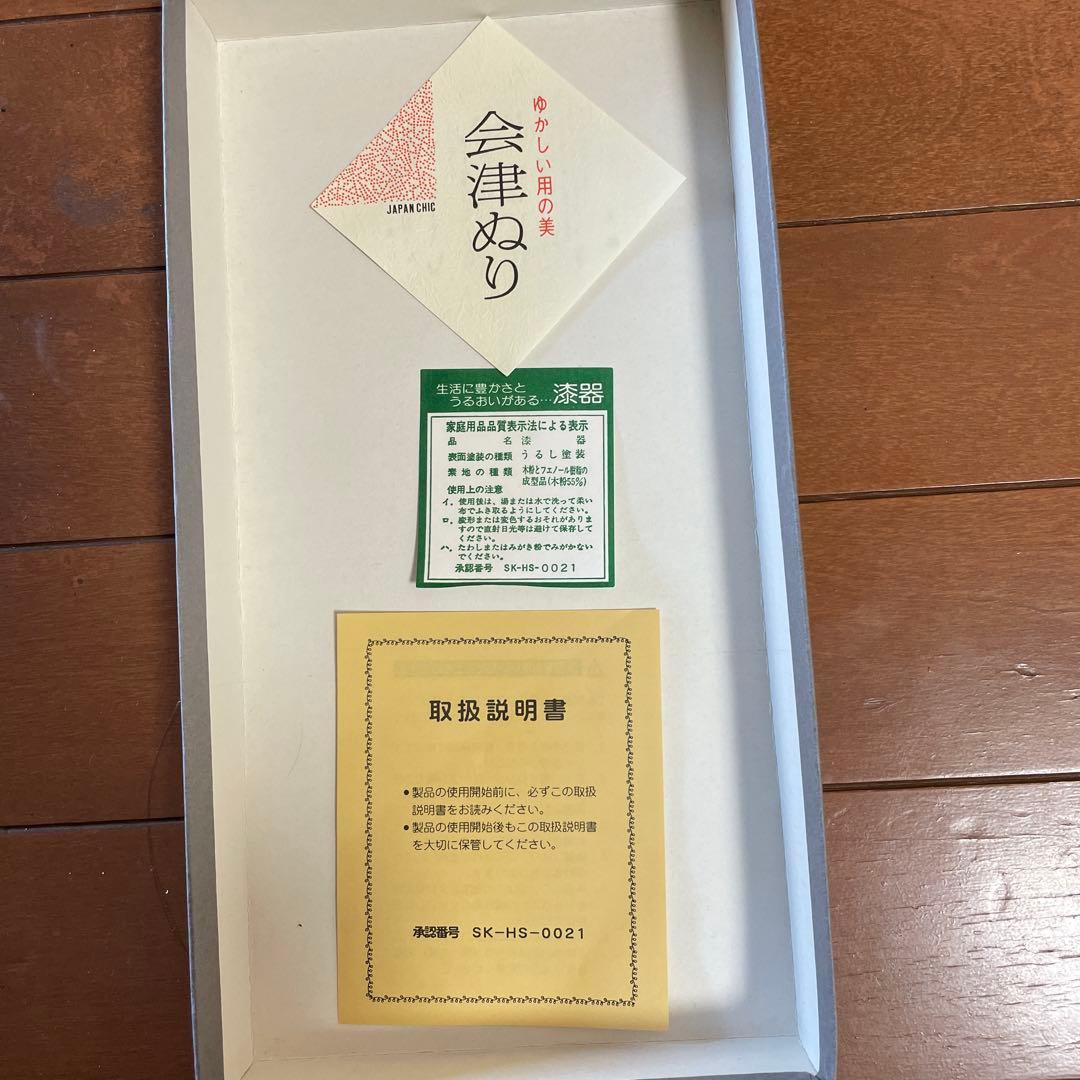 ゆかしい用の美
会津ぬり
JAPAN CHIC
生活に豊かさと
うるおいがある…漆器
家庭用品品質表示法による表示
品名 漆器
表面塗装の種類 うるし塗装
素地の種類 木粉とフェノール樹脂の
成型品(木粉55%)
使用上の注意
イ. 使用後は、湯または水で洗って柔い
布でふき取るようにしてください。
ロ. 変形または変色するおそれがありま
すので直射日光等は避けて保存して
ください。
ハ. たわしまたはみがき粉でみがかない
でください。
承認番号 SK-HS-0021
取扱説明書
●製品の使用開始前に、必ずこの取扱
説明書をお読みください。
●製品の使用開始後もこの取扱説明書
を大切に保管してください。
承認番号 SK-HS-0021